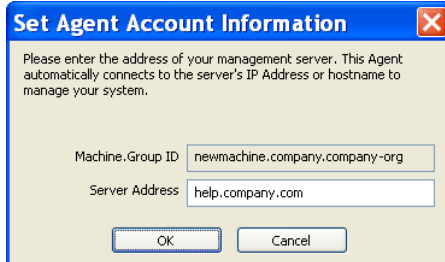 Set Agent Account Information
Please enter the address of your management server. This Agent
automatically connects to the server's IP Address or hostname to
manage your system.
Machine.Group ID newmachine.company.company-org
Server Address help.company.com
OK Cancel